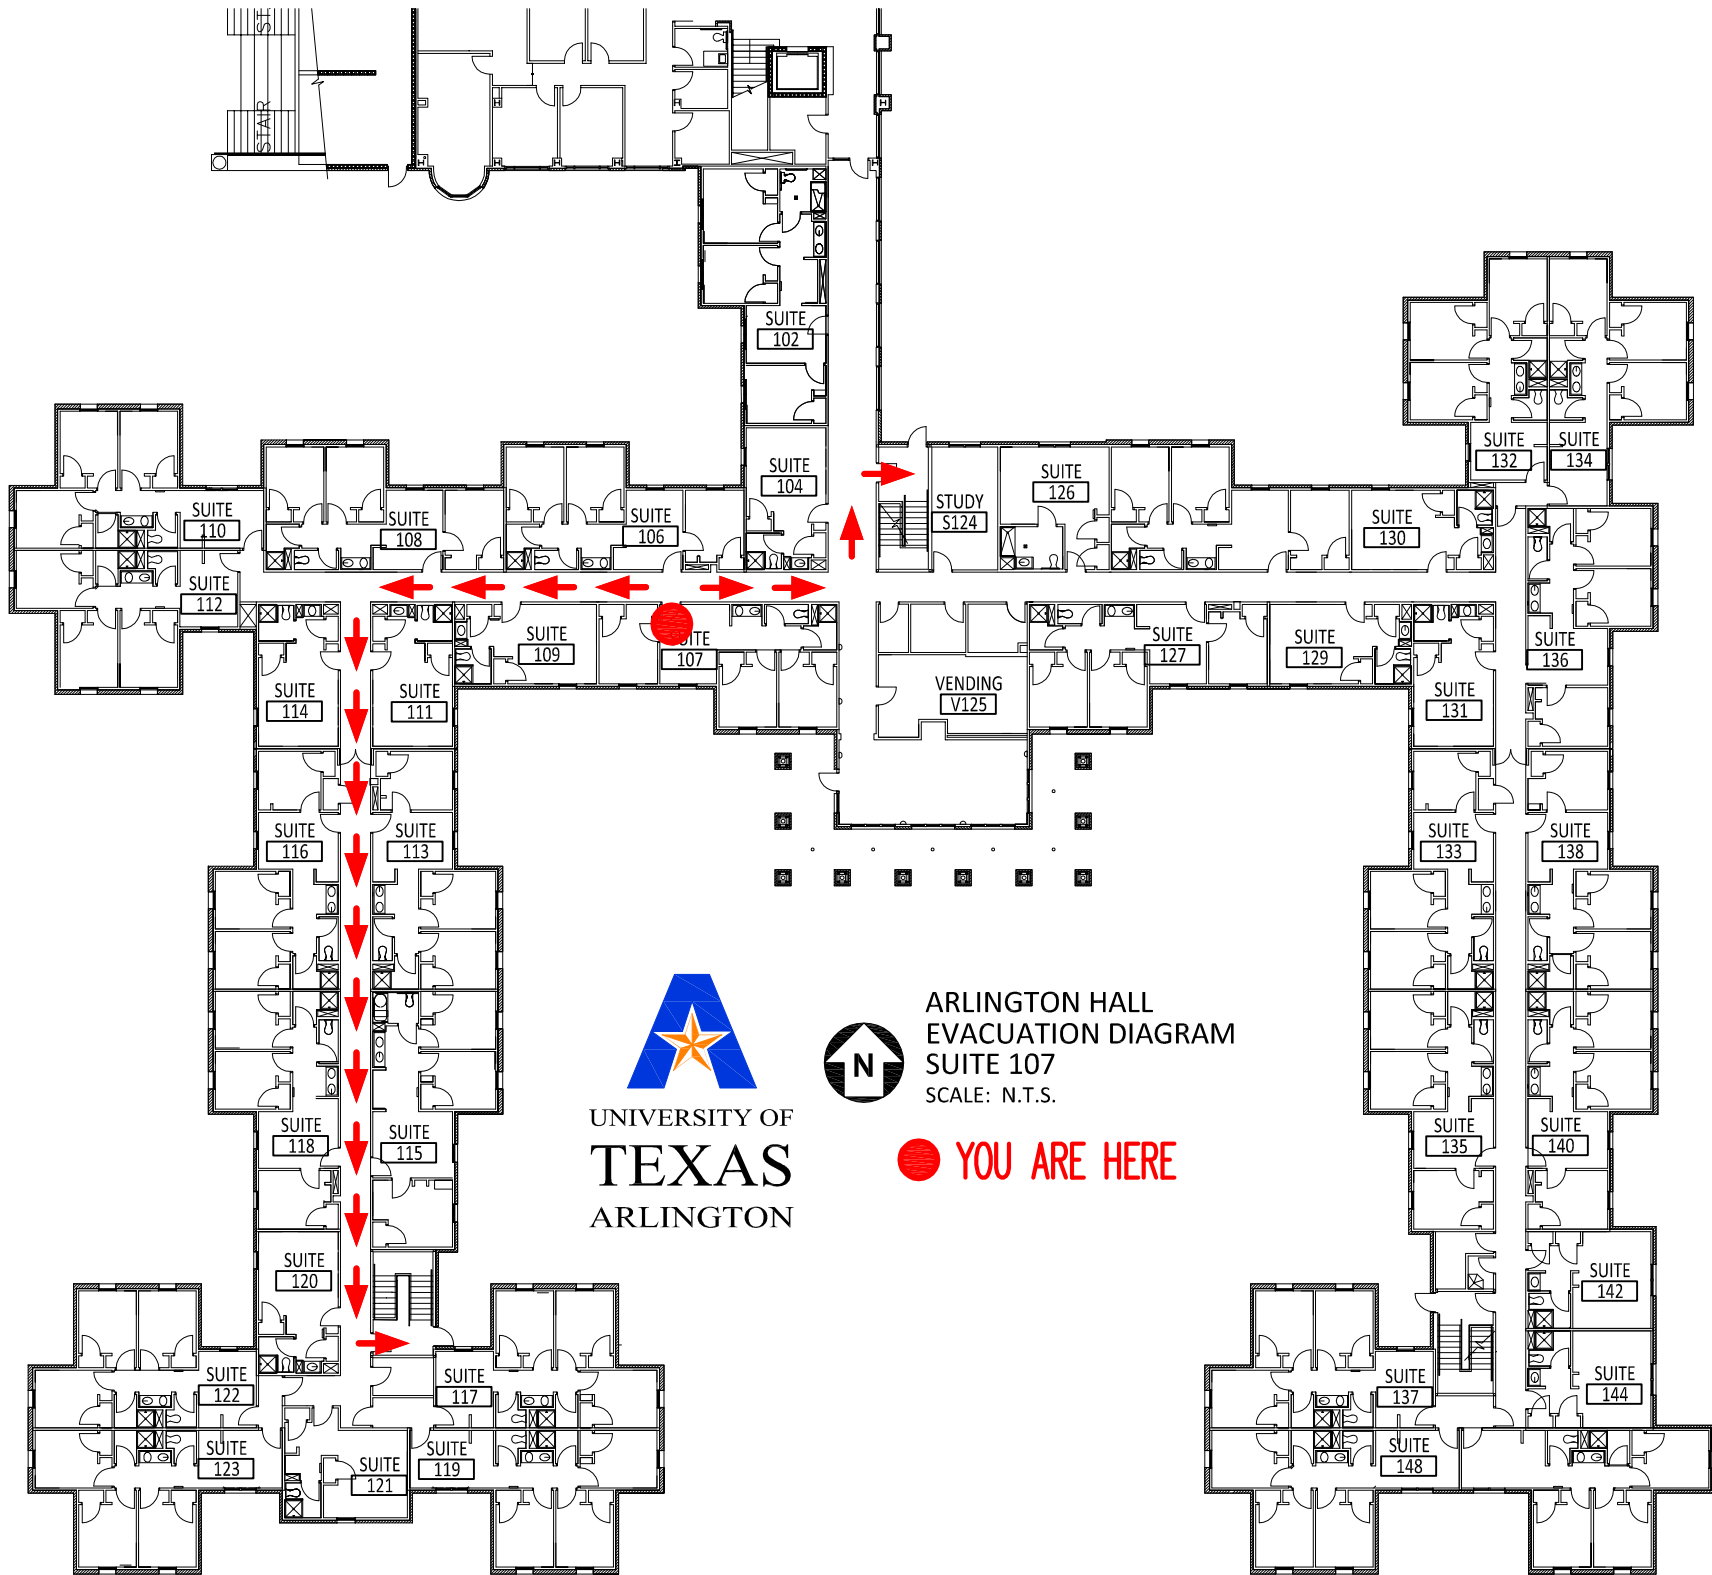 STAIR
STAIR
SUITE
102
SUITE
104
STUDY
S124
SUITE
126
SUITE
130
SUITE
132
SUITE
134
SUITE
110
SUITE
108
SUITE
106
SUITE
112
SUITE
109
SUITE
107
SUITE
127
SUITE
129
SUITE
136
SUITE
114
SUITE
111
VENDING
V125
SUITE
131
SUITE
116
SUITE
113
SUITE
133
SUITE
138
ARLINGTON HALL
EVACUATION DIAGRAM
SUITE 107
SCALE: N.T.S.
N
UNIVERSITY OF
TEXAS
ARLINGTON
YOU ARE HERE
SUITE
118
SUITE
115
SUITE
135
SUITE
140
SUITE
120
SUITE
142
SUITE
122
SUITE
117
SUITE
137
SUITE
144
SUITE
123
SUITE
121
SUITE
119
SUITE
148